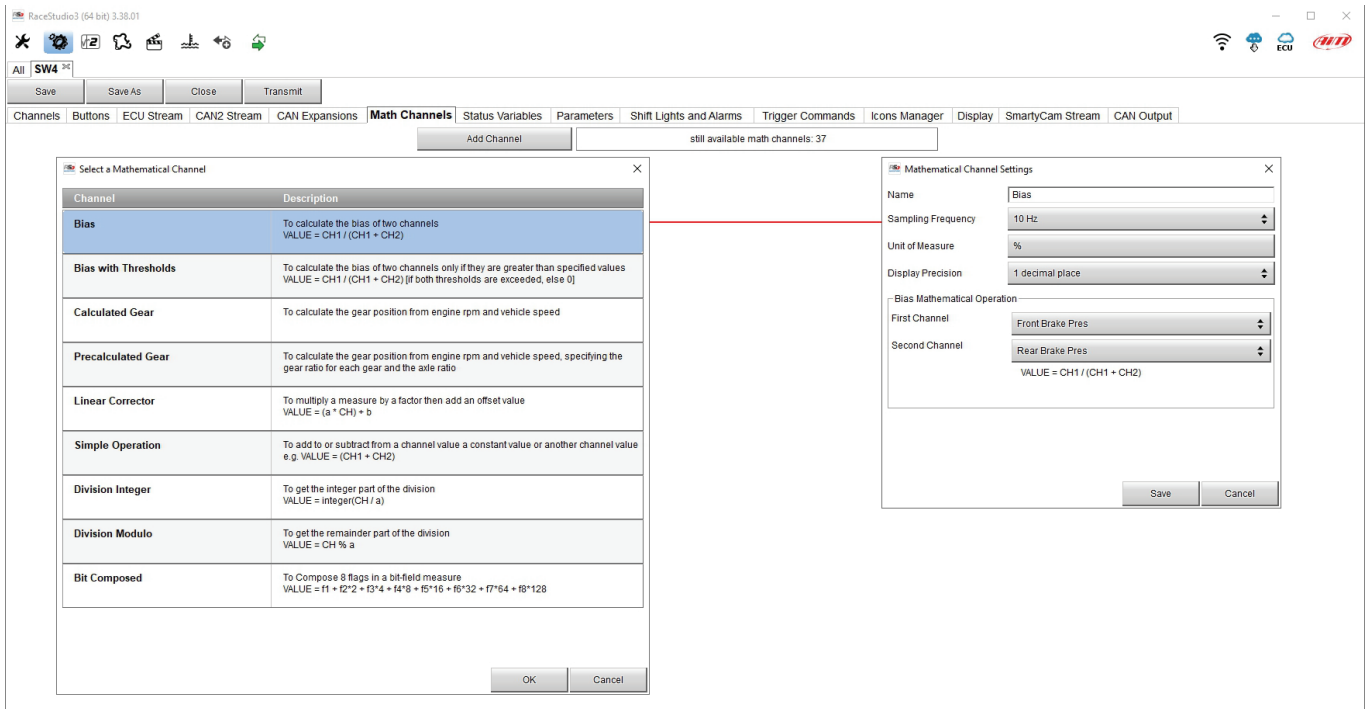 RaceStudio3 (64 bit) 3.38.01
ECU
AiM
All SW4
Save Save As Close Transmit
Channels Buttons ECU Stream CAN2 Stream CAN Expansions Math Channels Status Variables Parameters Shift Lights and Alarms Trigger Commands Icons Manager Display SmartyCam Stream CAN Output
Add Channel still available math channels: 37
Select a Mathematical Channel
Channel Description
Bias To calculate the bias of two channels
VALUE = CH1 / (CH1 + CH2)
Bias with Thresholds To calculate the bias of two channels only if they are greater than specified values
VALUE = CH1 / (CH1 + CH2) [if both thresholds are exceeded, else 0]
Calculated Gear To calculate the gear position from engine rpm and vehicle speed
Precalculated Gear To calculate the gear position from engine rpm and vehicle speed, specifying the
gear ratio for each gear and the axle ratio
Linear Corrector To multiply a measure by a factor then add an offset value
VALUE = (a * CH) + b
Simple Operation To add to or subtract from a channel value a constant value or another channel value
e.g. VALUE = (CH1 + CH2)
Division Integer To get the integer part of the division
VALUE = integer(CH / a)
Division Modulo To get the remainder part of the division
VALUE = CH % a
Bit Composed To Compose 8 flags in a bit-field measure
VALUE = f1 + f2*2 + f3*4 + f4*8 + f5*16 + f6*32 + f7*64 + f8*128
OK Cancel
Mathematical Channel Settings
Name Bias
Sampling Frequency 10 Hz
Unit of Measure %
Display Precision 1 decimal place
Bias Mathematical Operation
First Channel Front Brake Pres
Second Channel Rear Brake Pres
VALUE = CH1 / (CH1 + CH2)
Save Cancel